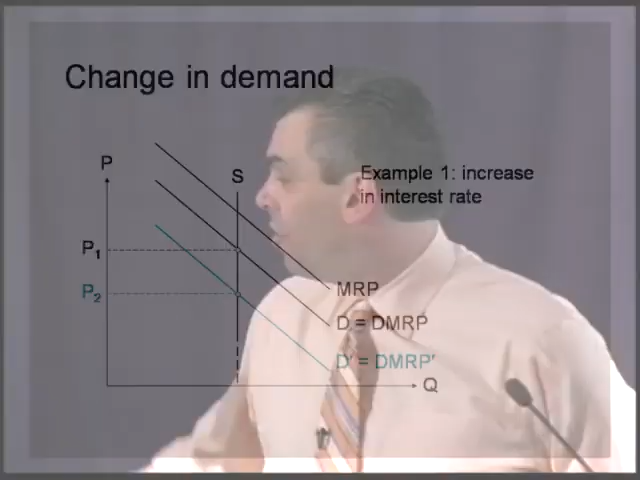 Change in demand
P
S
Example 1: increase
in interest rate
P1
P2
MRP
D = DMRP
D' = DMRP'
Q